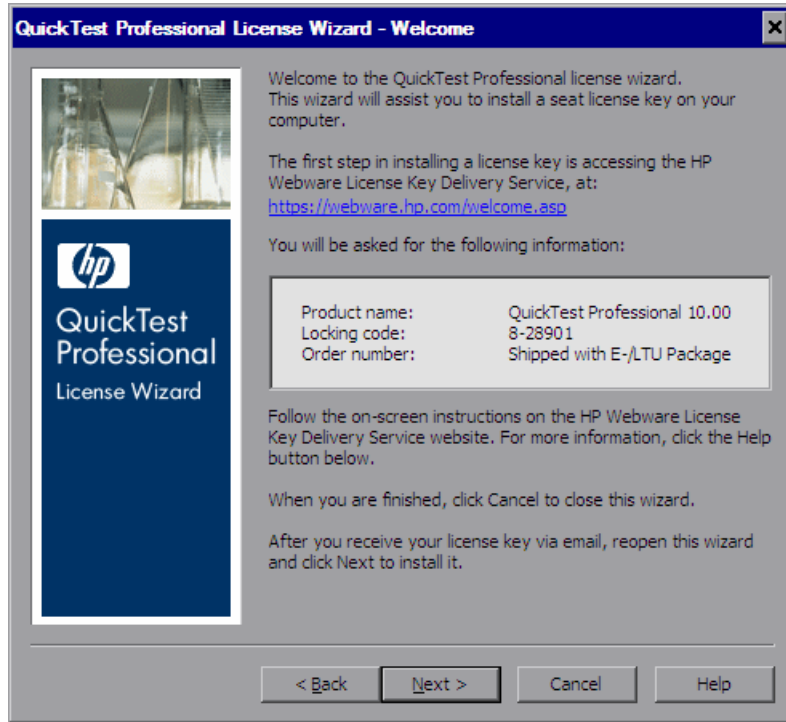 QuickTest Professional License Wizard - Welcome
Welcome to the QuickTest Professional license wizard.
This wizard will assist you to install a seat license key on your
computer.
The first step in installing a license key is accessing the HP
Webware License Key Delivery Service, at:
https://webware.hp.com/welcome.asp
You will be asked for the following information:
hp
QuickTest
Professional
License Wizard
Product name: QuickTest Professional 10.00
Locking code: 8-28901
Order number: Shipped with E-/LTU Package
Follow the on-screen instructions on the HP Webware License
Key Delivery Service website. For more information, click the Help
button below.
When you are finished, click Cancel to close this wizard.
After you receive your license key via email, reopen this wizard
and click Next to install it.
< Back Next > Cancel Help